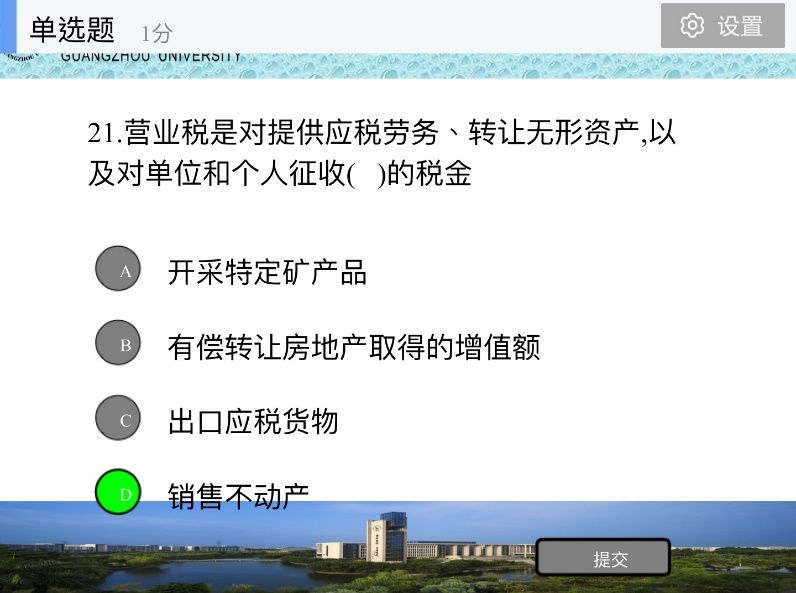 单选题 1分
设置
GUANGZHOU UNIVERSITY
21.营业税是对提供应税劳务、转让无形资产,以
及对单位和个人征收( )的税金
A 开采特定矿产品
B 有偿转让房地产取得的增值额
C 出口应税货物
D 销售不动产
提交